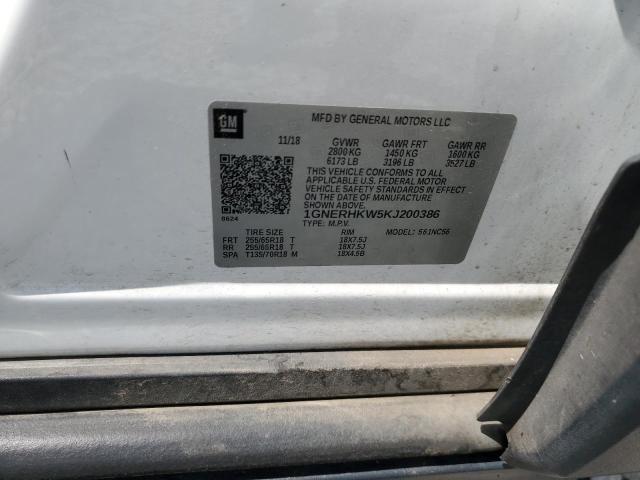 GM
MFD BY GENERAL MOTORS LLC
11/18 GVWR GAWR FRT GAWR RR
2800 KG 1450 KG 1600 KG
6173 LB 3196 LB 3527 LB
THIS VEHICLE CONFORMS TO ALL
APPLICABLE U.S. FEDERAL MOTOR
VEHICLE SAFETY STANDARDS IN EFFECT
ON THE DATE OF MANUFACTURE
SHOWN ABOVE.
1GNERHKW5KJ200386
8624
TYPE: M.P.V. MODEL: 561NC56
TIRE SIZE RIM
FRT 255/65R18 T 18X7.5J
RR 255/65R18 T 18X7.5J
SPA T135/70R18 M 18X4.5B